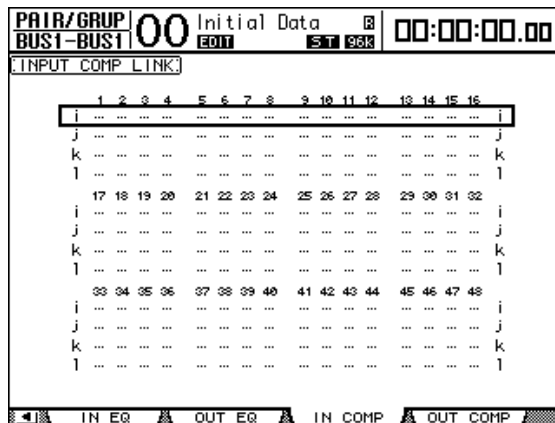 PAIR/GRUP 00 Initial Data R 00:00:00.00
BUS1-BUS1 EDIT ST 96k
INPUT COMP LINK
1 2 3 4 5 6 7 8 9 10 11 12 13 14 15 16
i ... ... ... ... ... ... ... ... ... ... ... ... ... ... ... ... i
j ... ... ... ... ... ... ... ... ... ... ... ... ... ... ... ... j
k ... ... ... ... ... ... ... ... ... ... ... ... ... ... ... ... k
l ... ... ... ... ... ... ... ... ... ... ... ... ... ... ... ... l
17 18 19 20 21 22 23 24 25 26 27 28 29 30 31 32
i ... ... ... ... ... ... ... ... ... ... ... ... ... ... ... ... i
j ... ... ... ... ... ... ... ... ... ... ... ... ... ... ... ... j
k ... ... ... ... ... ... ... ... ... ... ... ... ... ... ... ... k
l ... ... ... ... ... ... ... ... ... ... ... ... ... ... ... ... l
33 34 35 36 37 38 39 40 41 42 43 44 45 46 47 48
i ... ... ... ... ... ... ... ... ... ... ... ... ... ... ... ... i
j ... ... ... ... ... ... ... ... ... ... ... ... ... ... ... ... j
k ... ... ... ... ... ... ... ... ... ... ... ... ... ... ... ... k
l ... ... ... ... ... ... ... ... ... ... ... ... ... ... ... ... l
IN EQ OUT EQ IN COMP OUT COMP